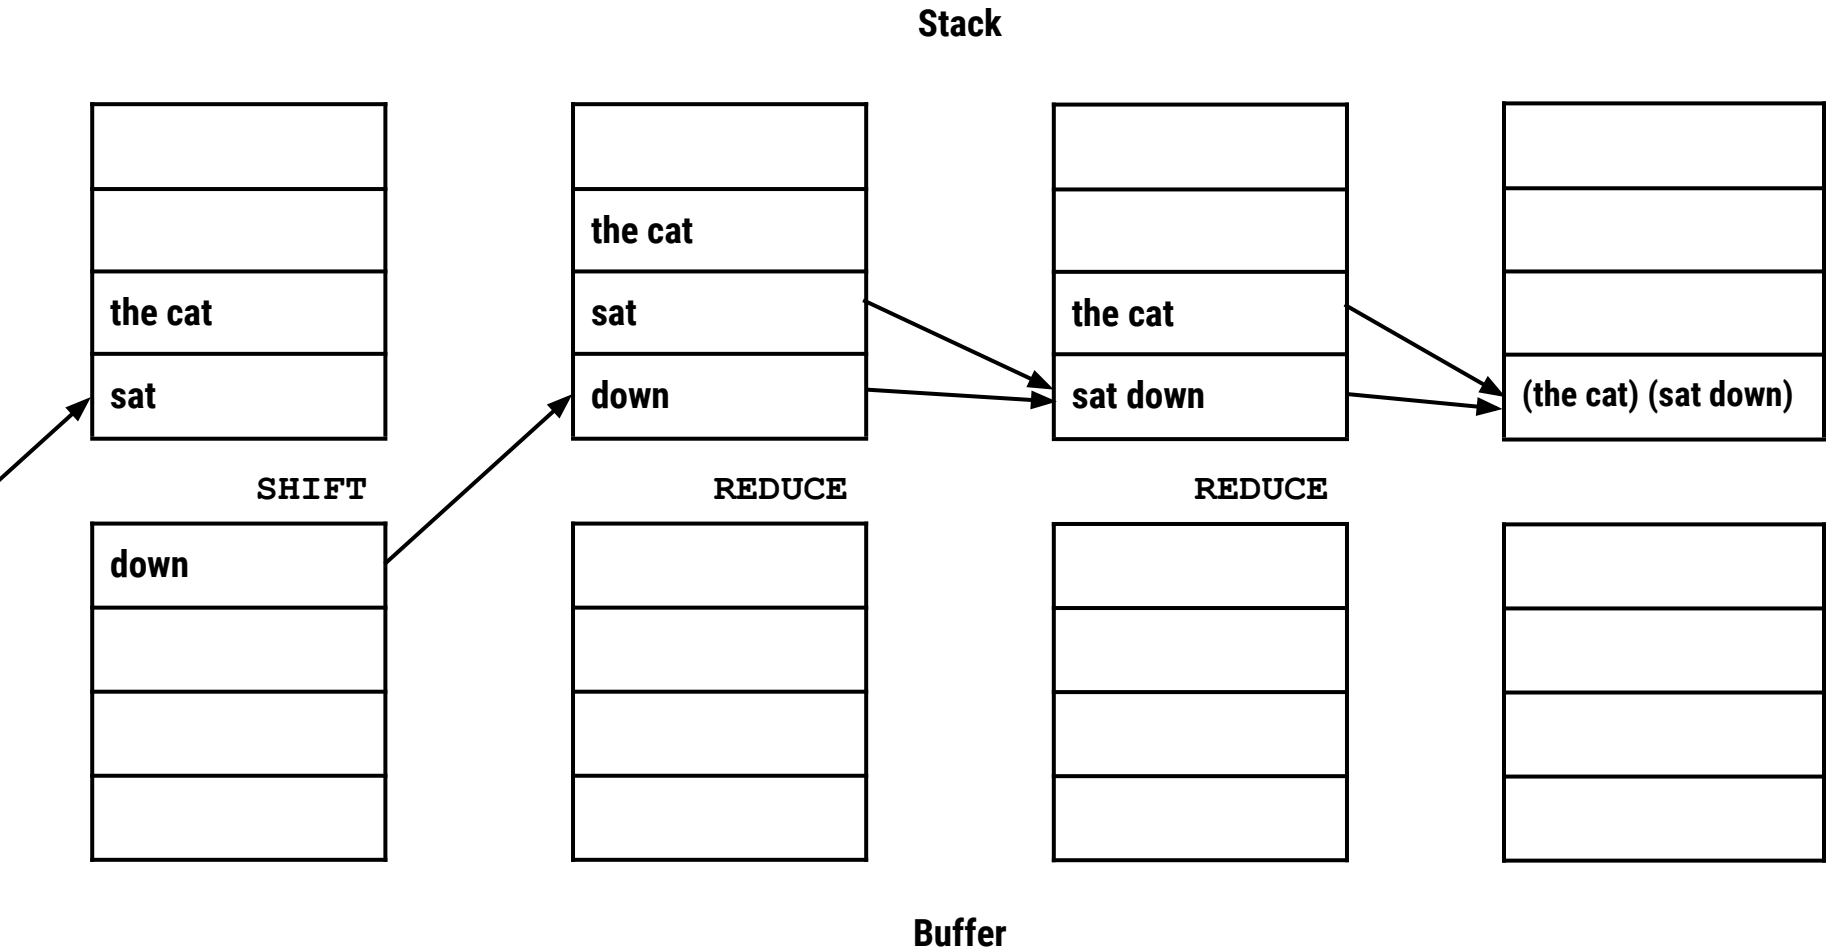 Stack
the cat
sat
the cat
sat
down
the cat
sat down
(the cat) (sat down)
SHIFT
REDUCE
REDUCE
down
Buffer